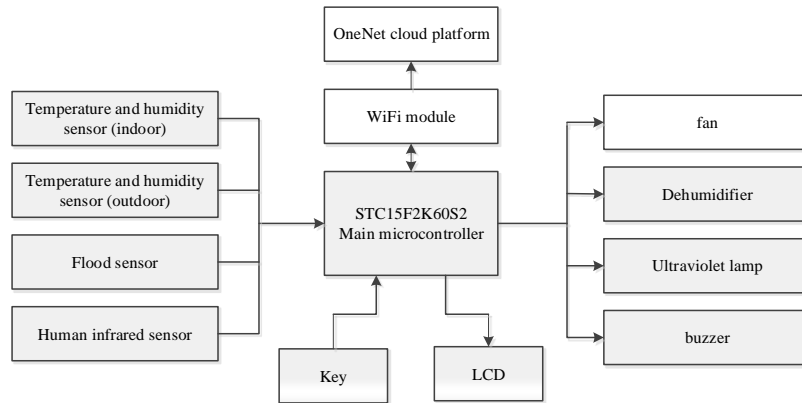 OneNet cloud platform
WiFi module
Temperature and humidity
sensor (indoor)
Temperature and humidity
sensor (outdoor)
Flood sensor
Human infrared sensor
STC15F2K60S2
Main microcontroller
Key
LCD
fan
Dehumidifier
Ultraviolet lamp
buzzer